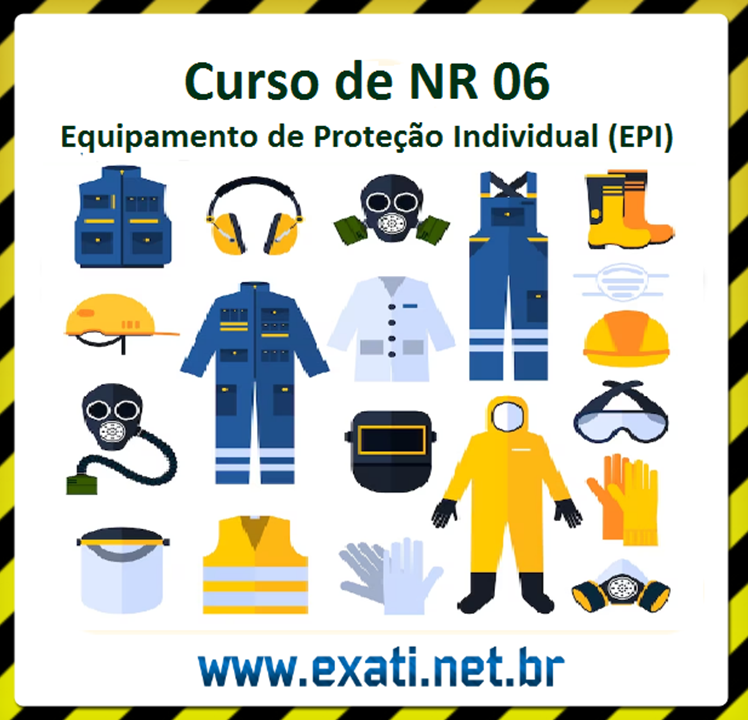 Curso de NR 06
Equipamento de Proteção Individual (EPI)
www.exati.net.br